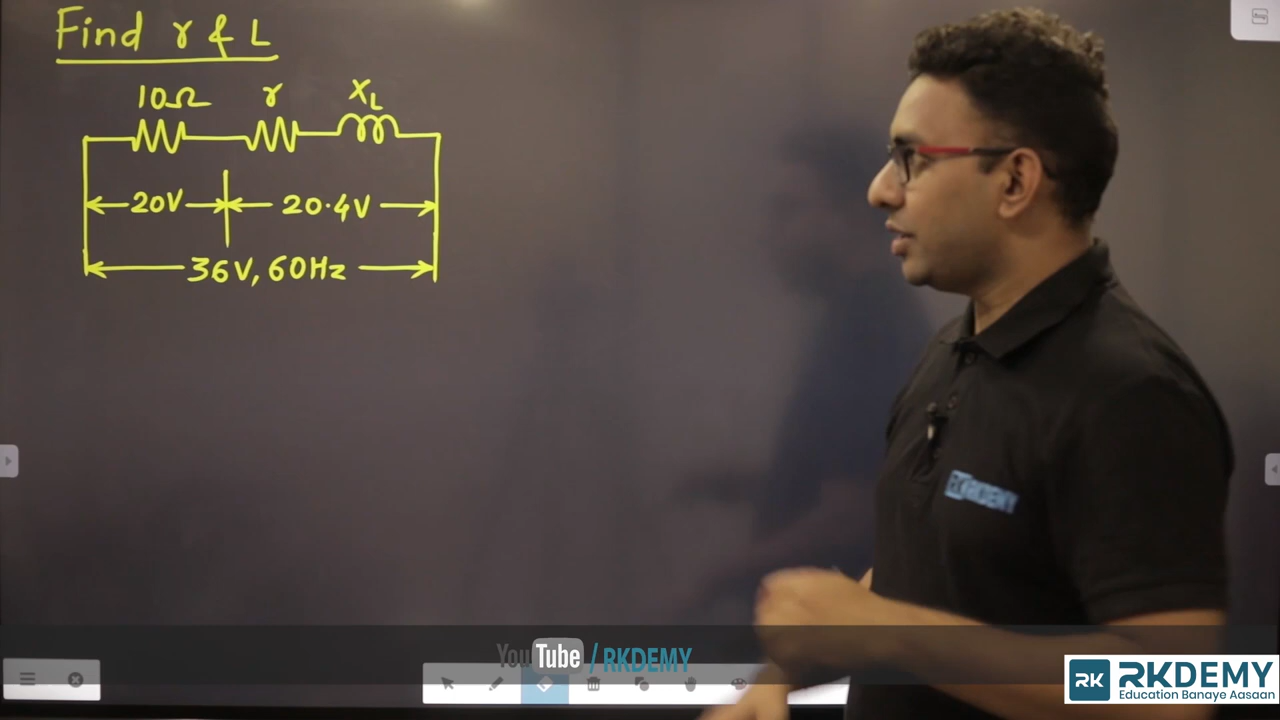 Find r & L
10Ω r XL
20V 20.4V
36V, 60Hz
RKDEMY
YouTube / RKDEMY
RK RKDEMY
Education Banaye Aasaan